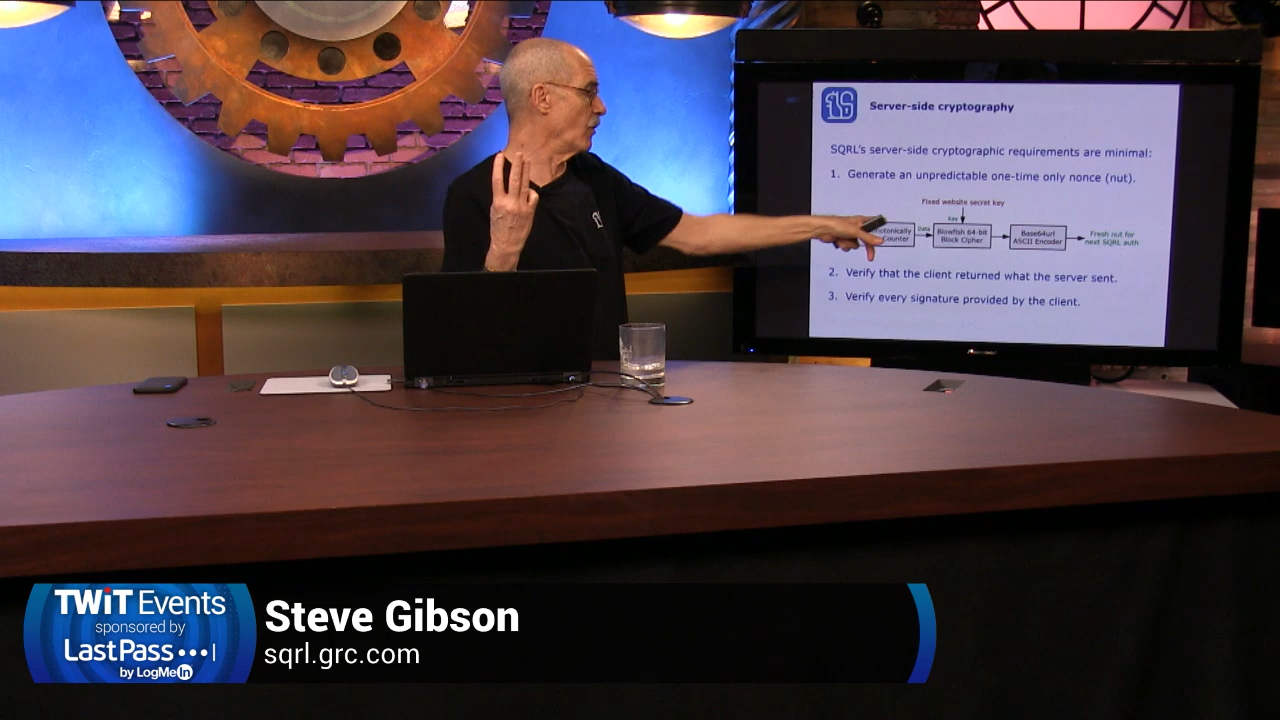 Server-side cryptography
SQRL's server-side cryptographic requirements are minimal:
1. Generate an unpredictable one-time only nonce (nut).
Fixed website secret key
Key
Data
Blowfish 64-bit
Block Cipher
Base64url
ASCII Encoder
Fresh nut for
next SQRL auth
Counter
2. Verify that the client returned what the server sent.
3. Verify every signature provided by the client.
TWiT Events
sponsored by
LastPass •••|
by LogMeIn
Steve Gibson
sqrl.grc.com